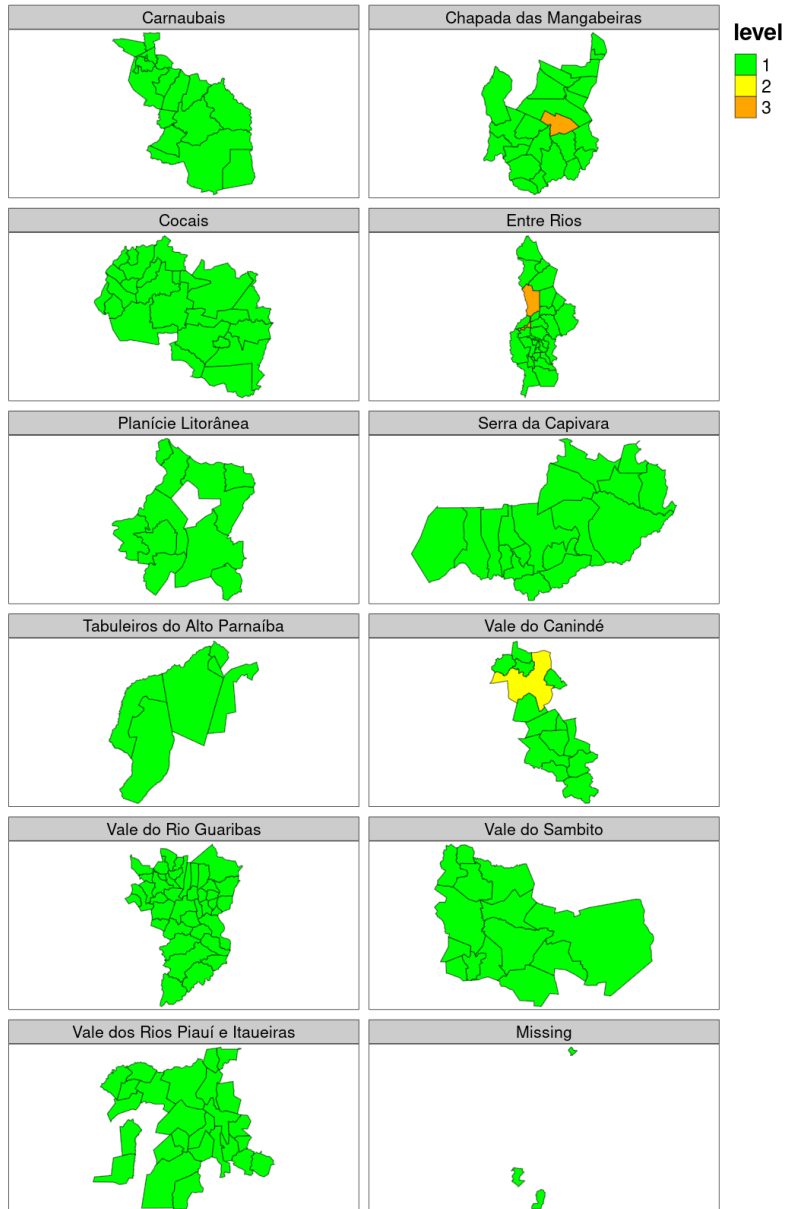 Carnaubais
Chapada das Mangabeiras
level
1
2
3
Cocais
Entre Rios
Planície Litorânea
Serra da Capivara
Tabuleiros do Alto Parnaíba
Vale do Canindé
Vale do Rio Guaribas
Vale do Sambito
Vale dos Rios Piauí e Itaueiras
Missing